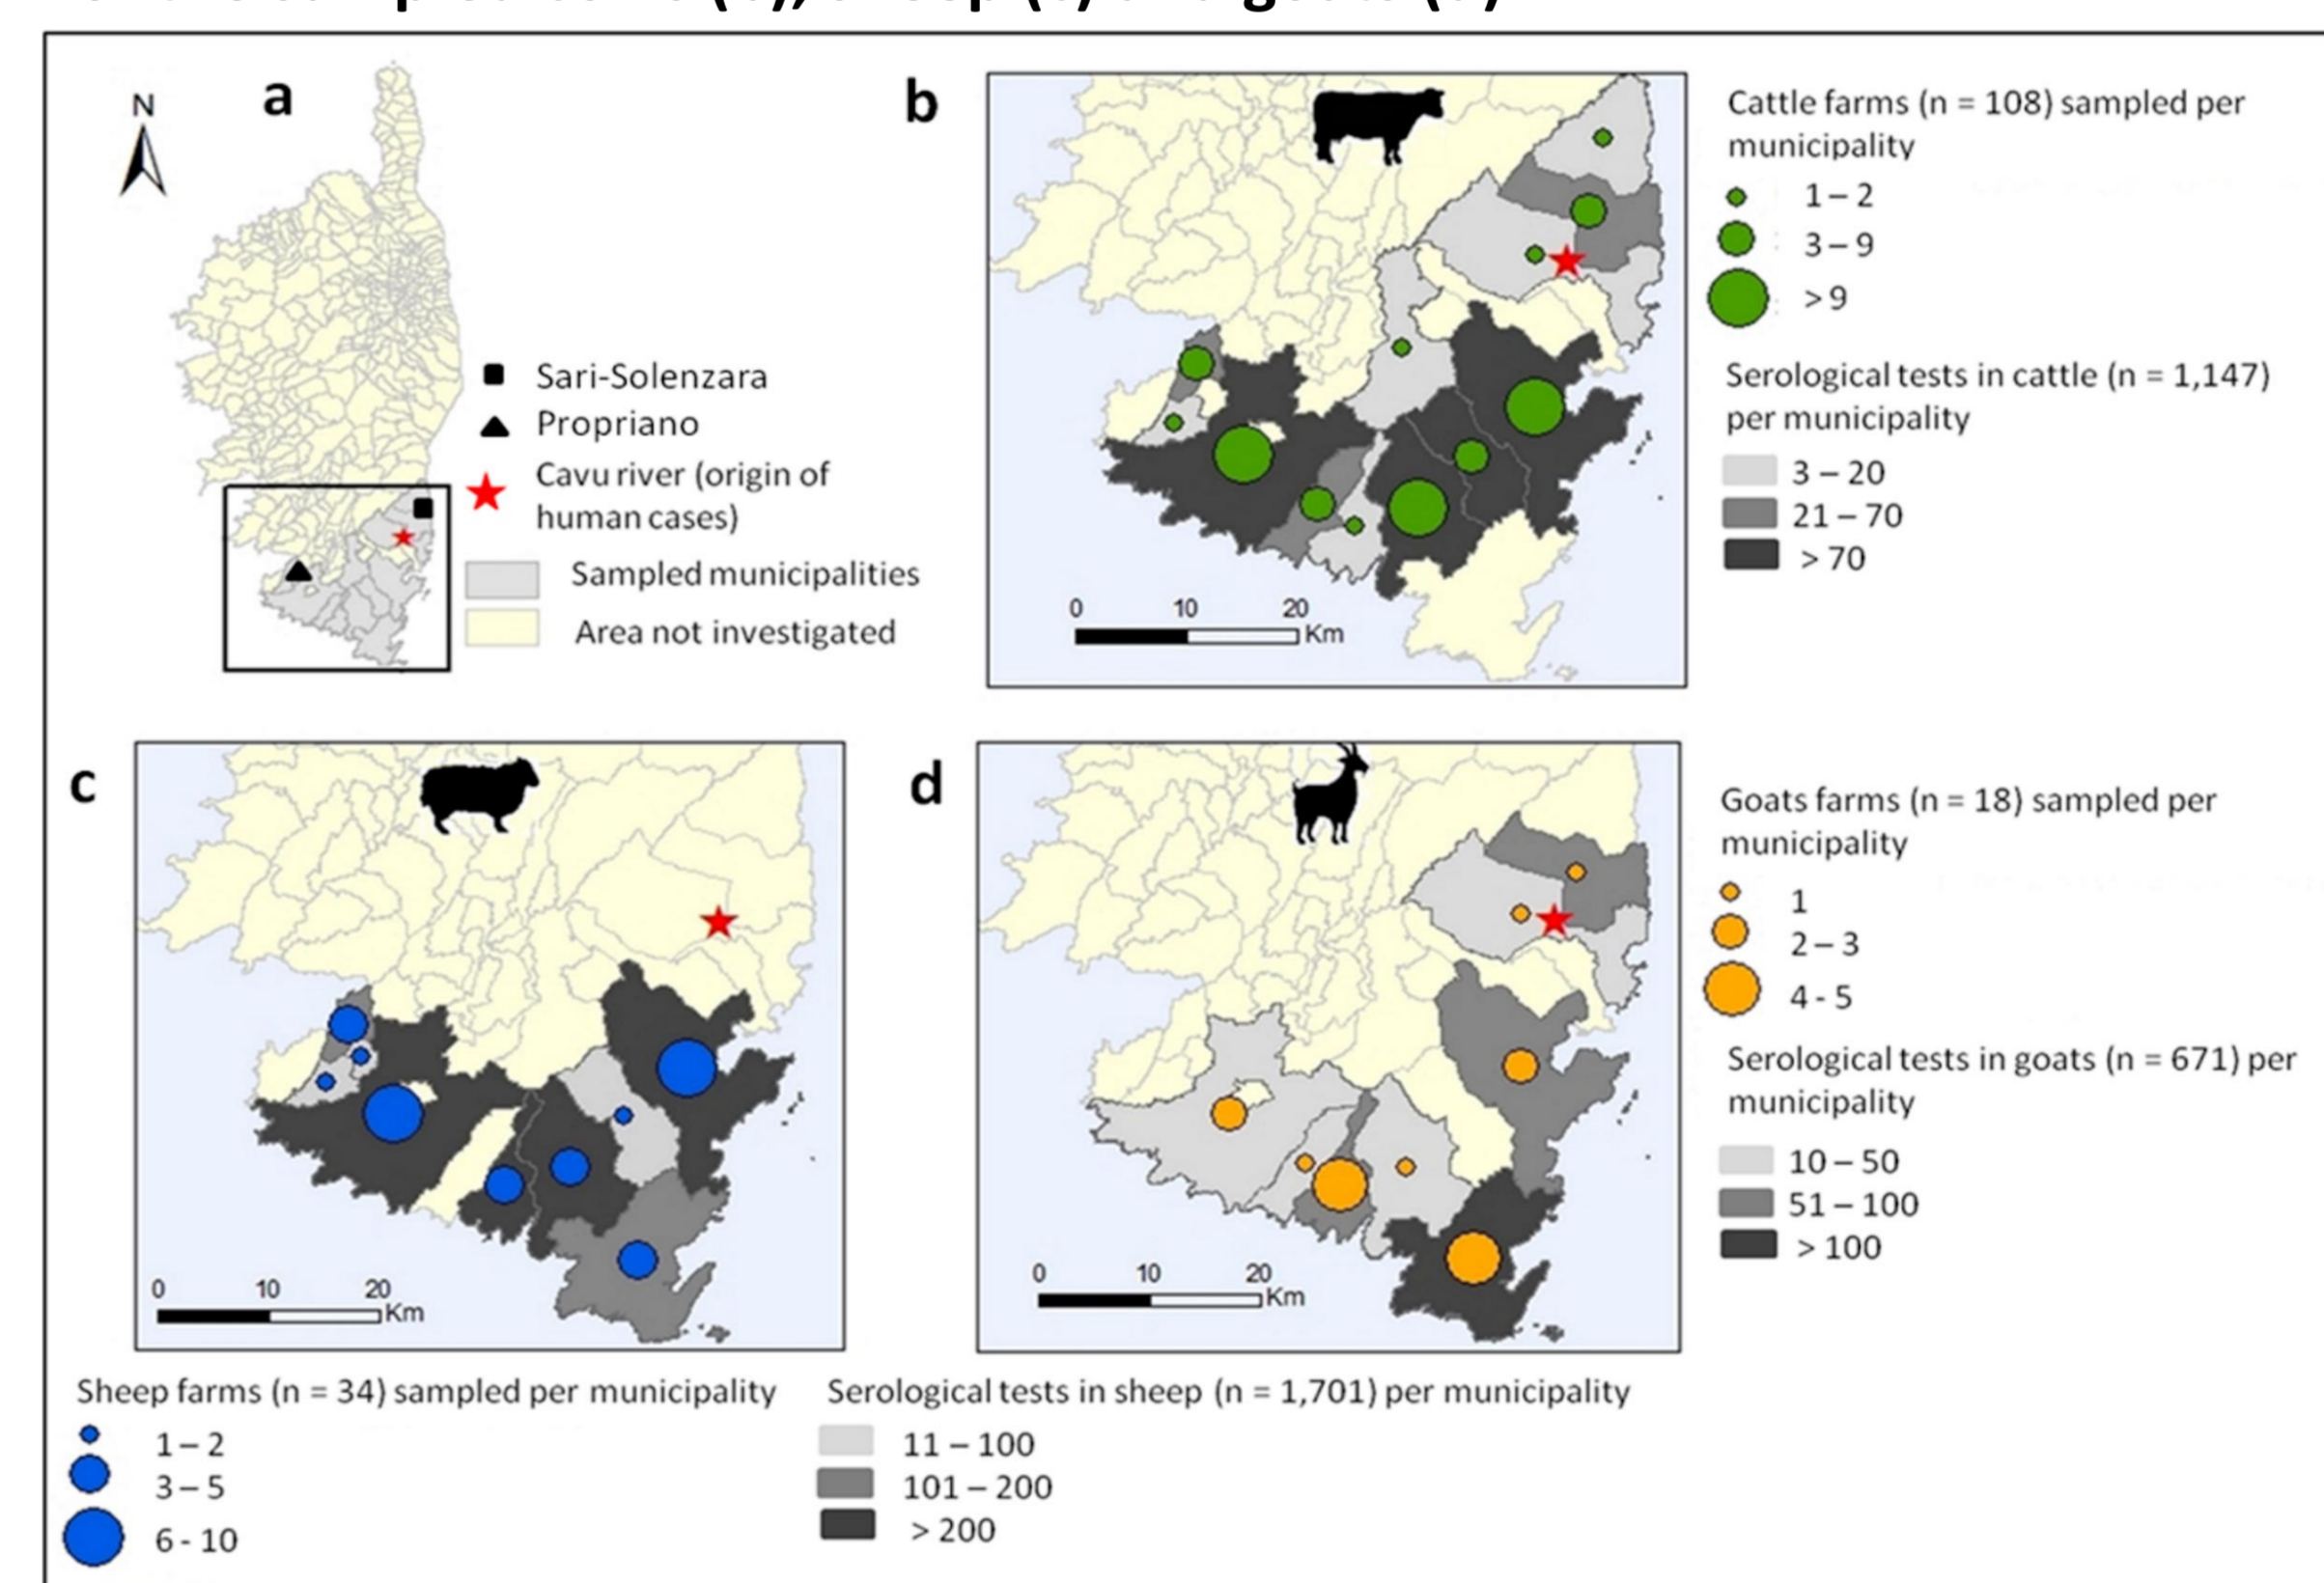 N
a
Sari-Solenzara
Propriano
Cavu river (origin of
human cases)
Sampled municipalities
Area not investigated
b
0 10 20
Km
Cattle farms (n = 108) sampled per
municipality
1 – 2
3 – 9
> 9
Serological tests in cattle (n = 1,147)
per municipality
3 – 20
21 – 70
> 70
c
0 10 20
Km
d
0 10 20
Km
Goats farms (n = 18) sampled per
municipality
1
2 – 3
4 - 5
Serological tests in goats (n = 671) per
municipality
10 – 50
51 – 100
> 100
Sheep farms (n = 34) sampled per municipality
1 – 2
3 – 5
6 - 10
Serological tests in sheep (n = 1,701) per municipality
11 – 100
101 – 200
> 200